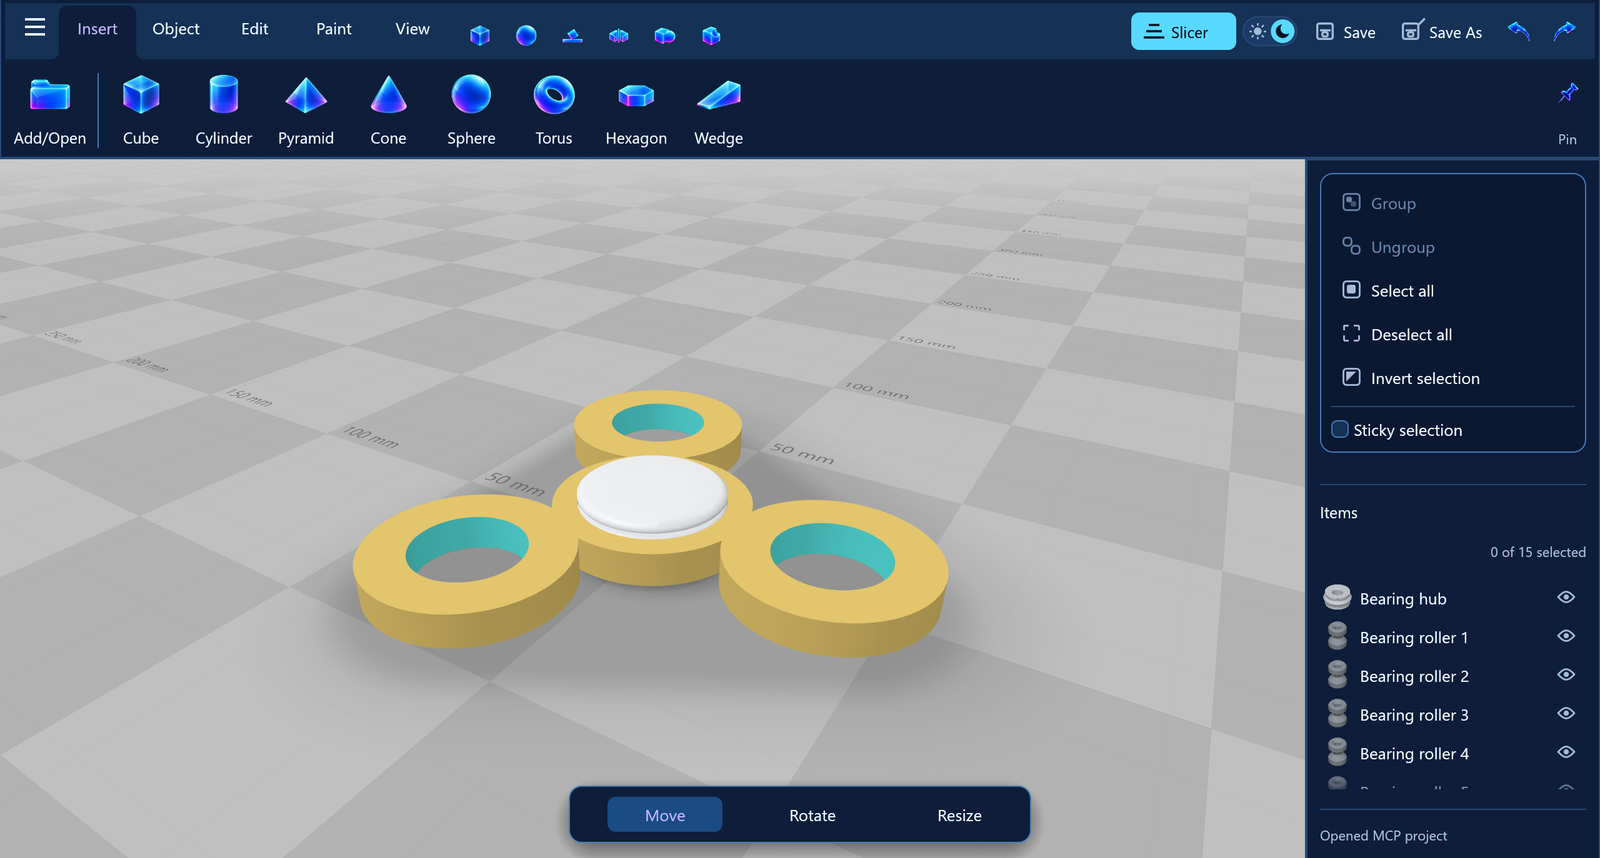 Insert
Object
Edit
Paint
View
Slicer
Save
Save As
Add/Open
Cube
Cylinder
Pyramid
Cone
Sphere
Torus
Hexagon
Wedge
Pin
Group
Ungroup
Select all
Deselect all
Invert selection
Sticky selection
Items
0 of 15 selected
Bearing hub
Bearing roller 1
Bearing roller 2
Bearing roller 3
Bearing roller 4
Opened MCP project
200 mm
150 mm
100 mm
50 mm
200 mm
150 mm
100 mm
50 mm
Move
Rotate
Resize